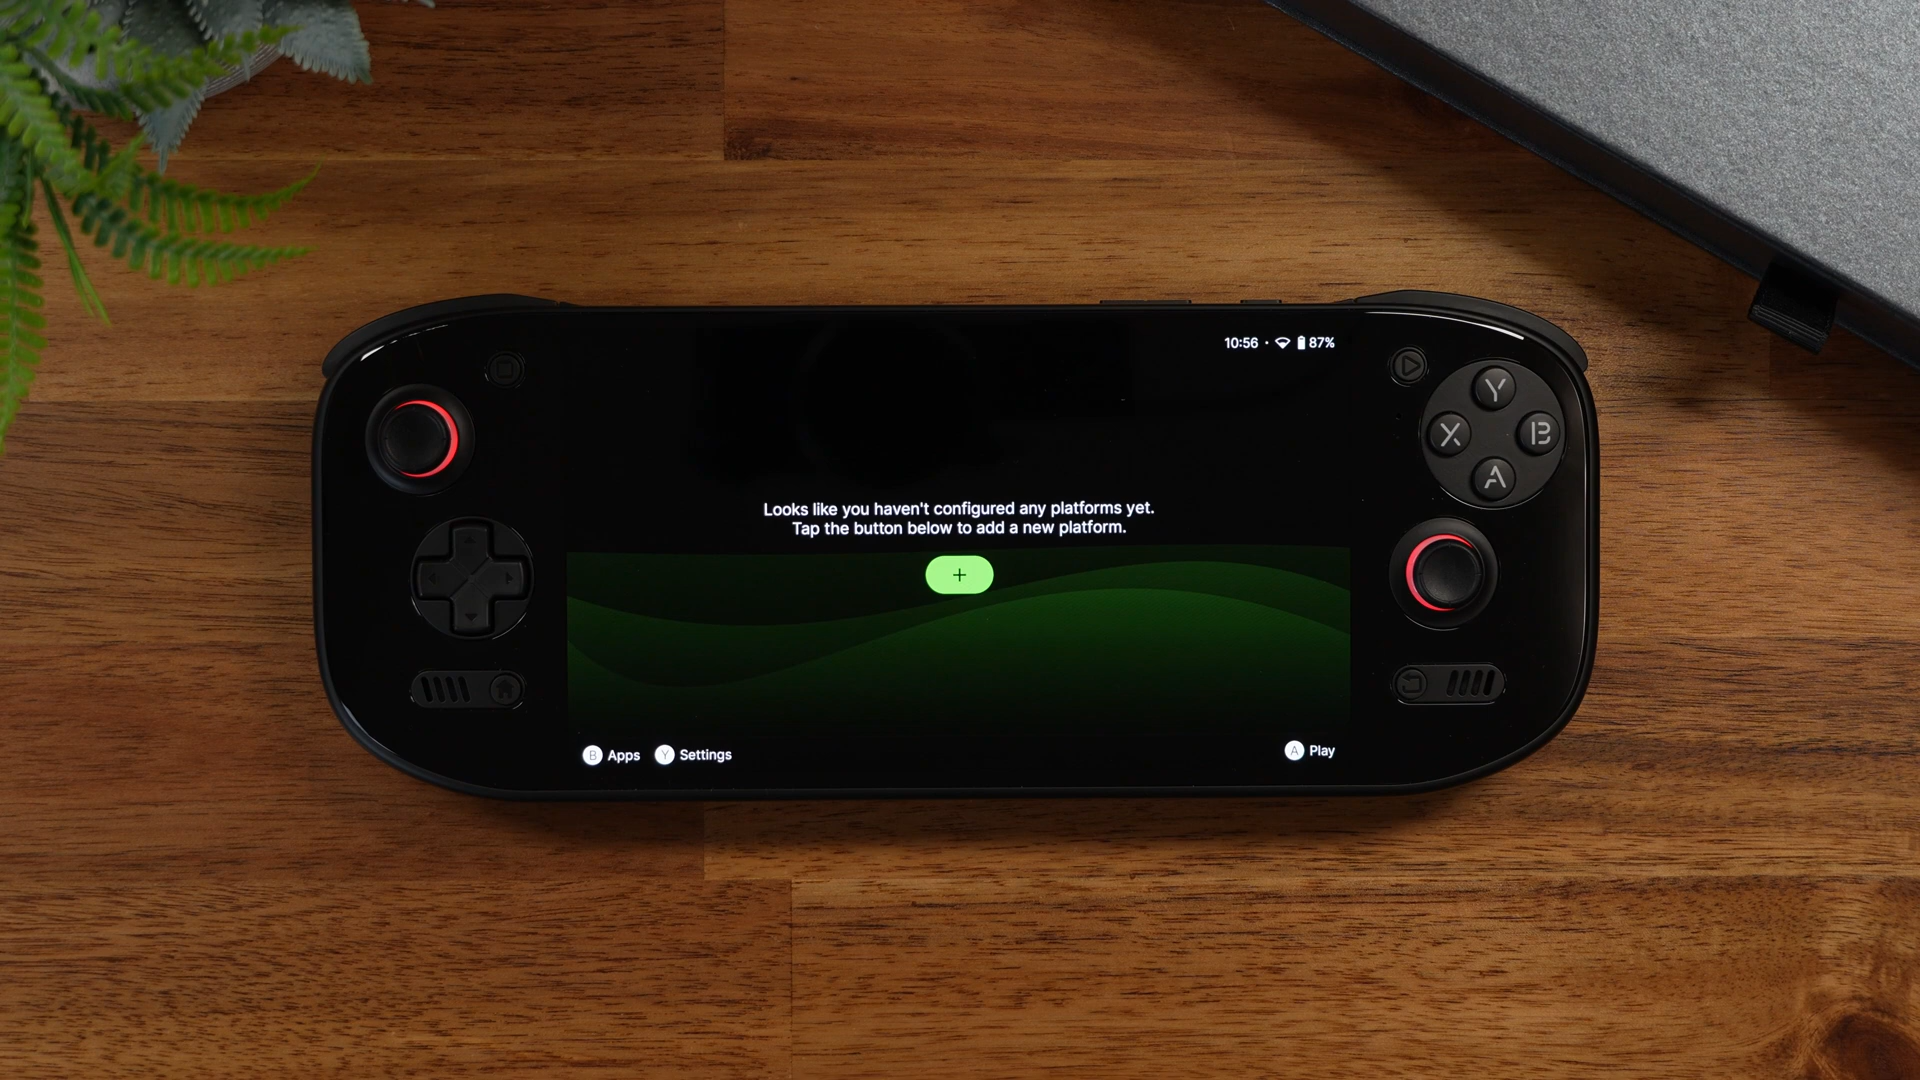 10:56 · 87%
Y
X B
A
Looks like you haven't configured any platforms yet.
Tap the button below to add a new platform.
+
B Apps Y Settings
A Play